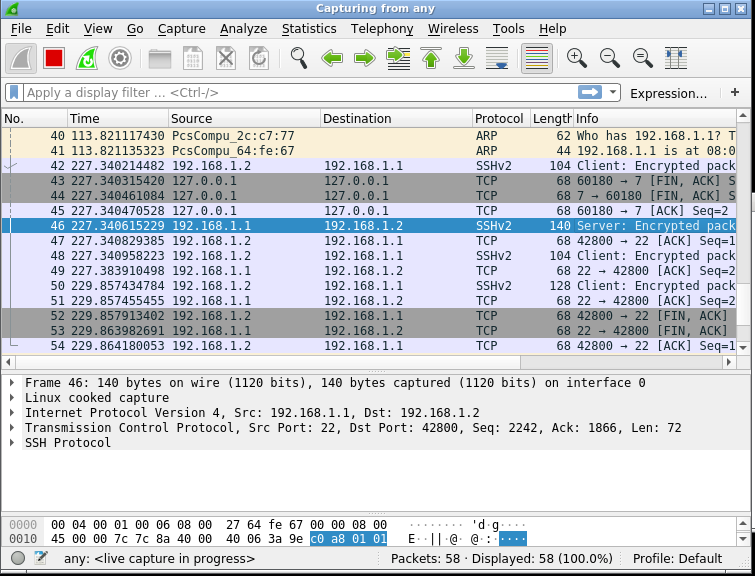 Capturing from any
File Edit View Go Capture Analyze Statistics Telephony Wireless Tools Help
Apply a display filter ... <Ctrl-/> Expression... +
No. Time Source Destination Protocol Length Info
40 113.821117430 PcsCompu_2c:c7:77 ARP 62 Who has 192.168.1.1? T
41 113.821135323 PcsCompu_64:fe:67 ARP 44 192.168.1.1 is at 08:0
42 227.340214482 192.168.1.2 192.168.1.1 SSHv2 104 Client: Encrypted pack
43 227.340315420 127.0.0.1 127.0.0.1 TCP 68 60180 → 7 [FIN, ACK] S
44 227.340461084 127.0.0.1 127.0.0.1 TCP 68 7 → 60180 [FIN, ACK] S
45 227.340470528 127.0.0.1 127.0.0.1 TCP 68 60180 → 7 [ACK] Seq=2
46 227.340615229 192.168.1.1 192.168.1.2 SSHv2 140 Server: Encrypted pack
47 227.340829385 192.168.1.2 192.168.1.1 TCP 68 42800 → 22 [ACK] Seq=1
48 227.340958223 192.168.1.2 192.168.1.1 SSHv2 104 Client: Encrypted pack
49 227.383910498 192.168.1.1 192.168.1.2 TCP 68 22 → 42800 [ACK] Seq=2
50 229.857434784 192.168.1.2 192.168.1.1 SSHv2 128 Client: Encrypted pack
51 229.857455455 192.168.1.1 192.168.1.2 TCP 68 22 → 42800 [ACK] Seq=2
52 229.857913402 192.168.1.2 192.168.1.1 TCP 68 42800 → 22 [FIN, ACK]
53 229.863982691 192.168.1.1 192.168.1.2 TCP 68 22 → 42800 [FIN, ACK]
54 229.864180053 192.168.1.2 192.168.1.1 TCP 68 42800 → 22 [ACK] Seq=1
Frame 46: 140 bytes on wire (1120 bits), 140 bytes captured (1120 bits) on interface 0
Linux cooked capture
Internet Protocol Version 4, Src: 192.168.1.1, Dst: 192.168.1.2
Transmission Control Protocol, Src Port: 22, Dst Port: 42800, Seq: 2242, Ack: 1866, Len: 72
SSH Protocol
0000 00 04 00 01 00 06 08 00 27 64 fe 67 00 00 08 00 ········ 'd·g····
0010 45 00 00 7c 7c 8a 40 00 40 06 3a 9e c0 a8 01 01 E··||·@· @·:·····
any: <live capture in progress> Packets: 58 · Displayed: 58 (100.0%) Profile: Default